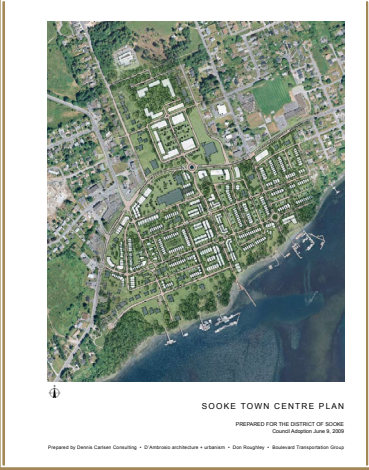 SOOKE TOWN CENTRE PLAN
PREPARED FOR THE DISTRICT OF SOOKE
Council Adoption June 9, 2009
Prepared by Dennis Carlsen Consulting • D'Ambrosio architecture + urbanism • Don Roughley • Boulevard Transportation Group